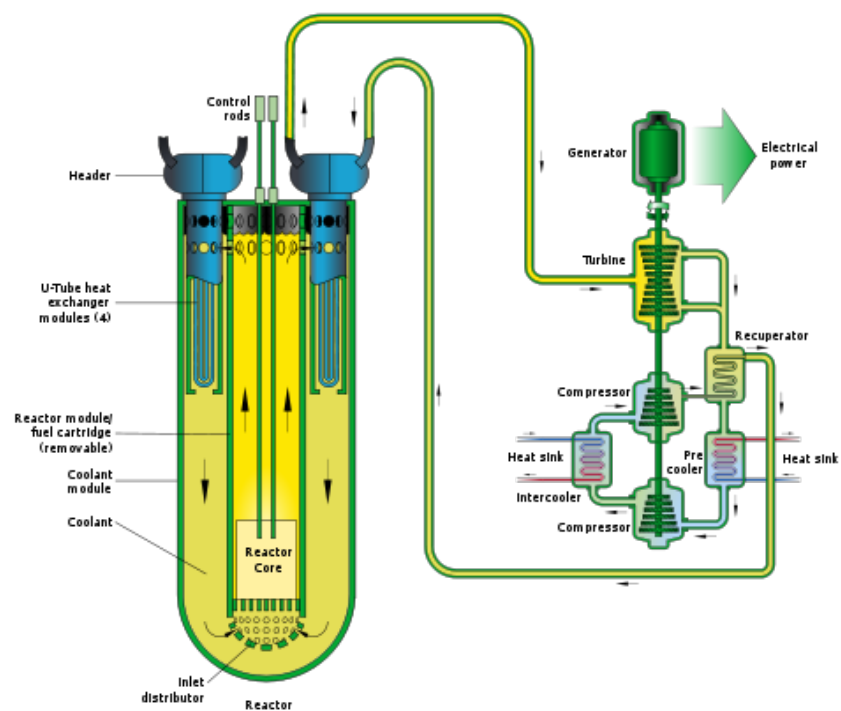 Control
rods
Header
U-Tube heat
exchanger
modules (4)
Reactor module/
fuel cartridge
(removable)
Coolant
module
Coolant
Reactor
Core
Inlet
distributor
Reactor
Generator
Electrical
power
Turbine
Recuperator
Compressor
Heat sink
Pre
cooler
Heat sink
Intercooler
Compressor